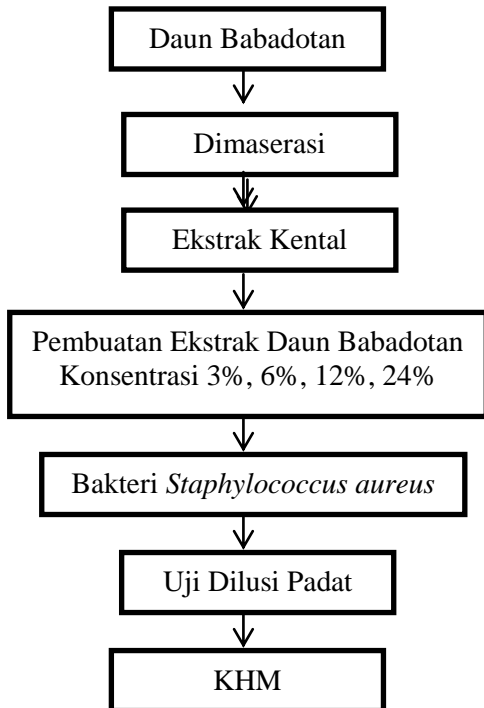 Daun Babadotan
Dimaserasi
Ekstrak Kental
Pembuatan Ekstrak Daun Babadotan
Konsentrasi 3%, 6%, 12%, 24%
Bakteri Staphylococcus aureus
Uji Dilusi Padat
KHM